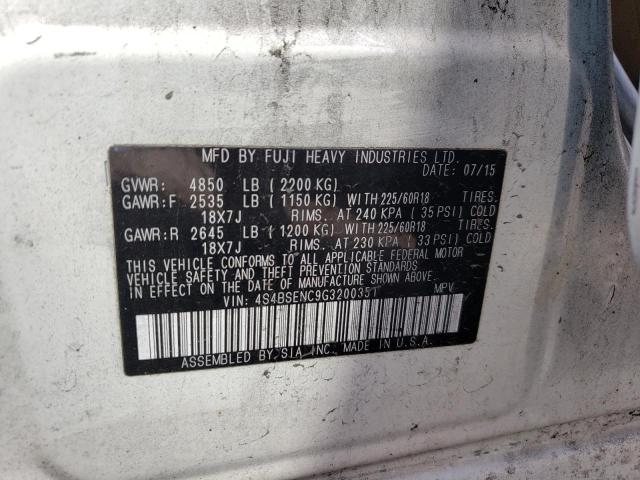 MFD BY FUJI HEAVY INDUSTRIES LTD.
DATE: 07/15
GVWR: 4850 LB ( 2200 KG)
GAWR:F 2535 LB ( 1150 KG) WITH 225/60R18 TIRES.
18X7J RIMS. AT 240 KPA ( 35 PSI) COLD
GAWR:R 2645 LB ( 1200 KG) WITH 225/60R18 TIRES.
18X7J RIMS. AT 230 KPA ( 33 PSI) COLD
THIS VEHICLE CONFORMS TO ALL APPLICABLE FEDERAL MOTOR
VEHICLE SAFETY AND THEFT PREVENTION STANDARDS
IN EFFECT ON THE DATE OF MANUFACTURE SHOWN ABOVE.
VIN: 4S4BSENC9G3200351 MPV
ASSEMBLED BY SIA INC. MADE IN U.S.A.